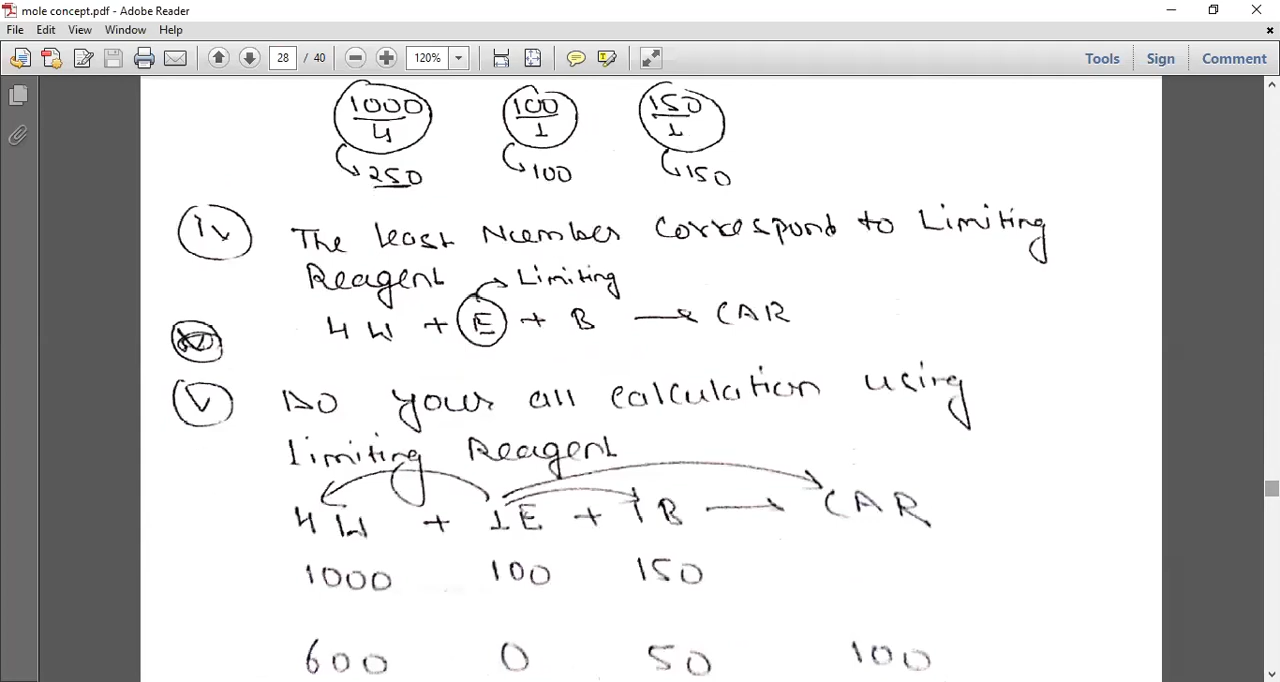 mole concept.pdf - Adobe Reader
File Edit View Window Help
28 / 40 120% Tools Sign Comment
1000/4 100/1 150/1
250 100 150
iv The least Number correspond to Limiting
Reagent Limiting
4 W + E + B → CAR
v Do your all calculation using
limiting Reagent
4 W + 1E + 1B → CAR
1000 100 150
600 0 50 100